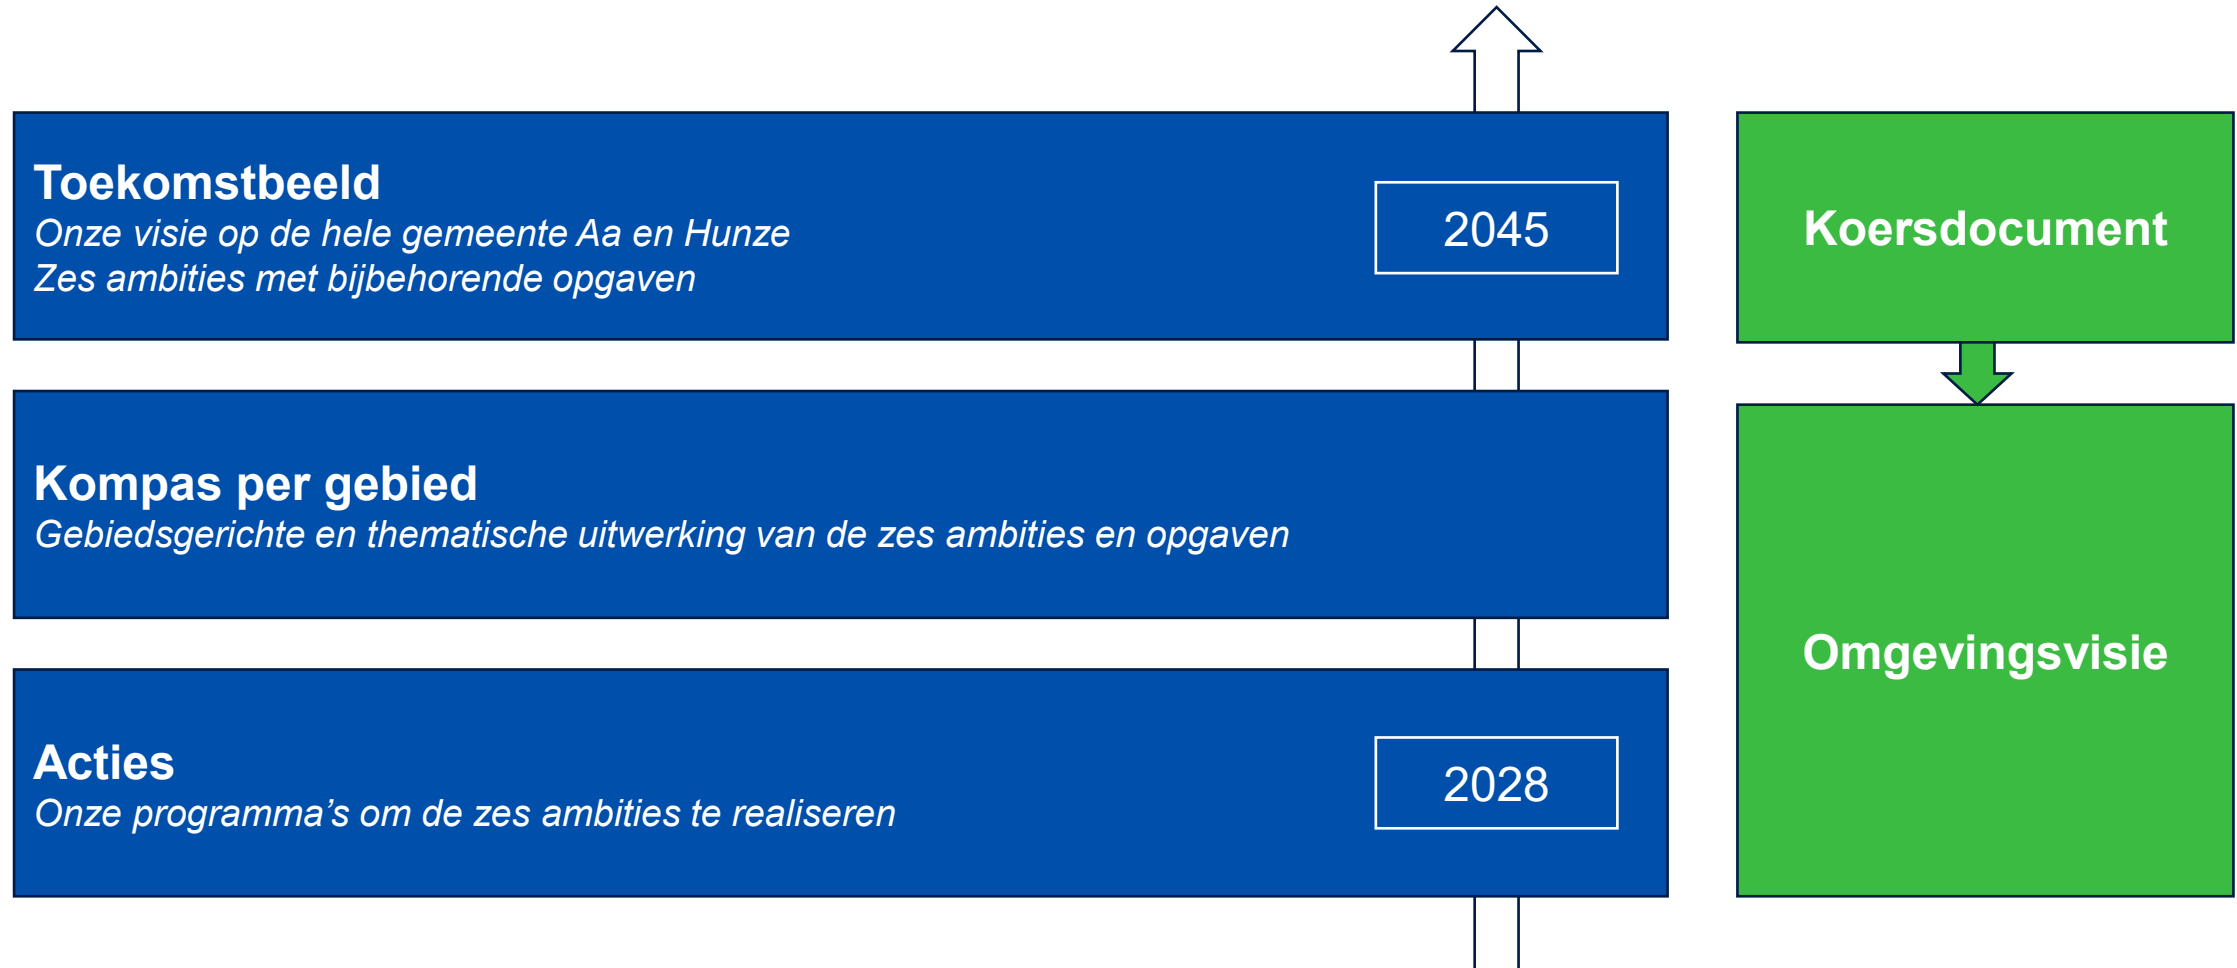 Toekomstbeeld
Onze visie op de hele gemeente Aa en Hunze
Zes ambities met bijbehorende opgaven
2045
Koersdocument
Kompas per gebied
Gebiedsgerichte en thematische uitwerking van de zes ambities en opgaven
Omgevingsvisie
Acties
Onze programma’s om de zes ambities te realiseren
2028